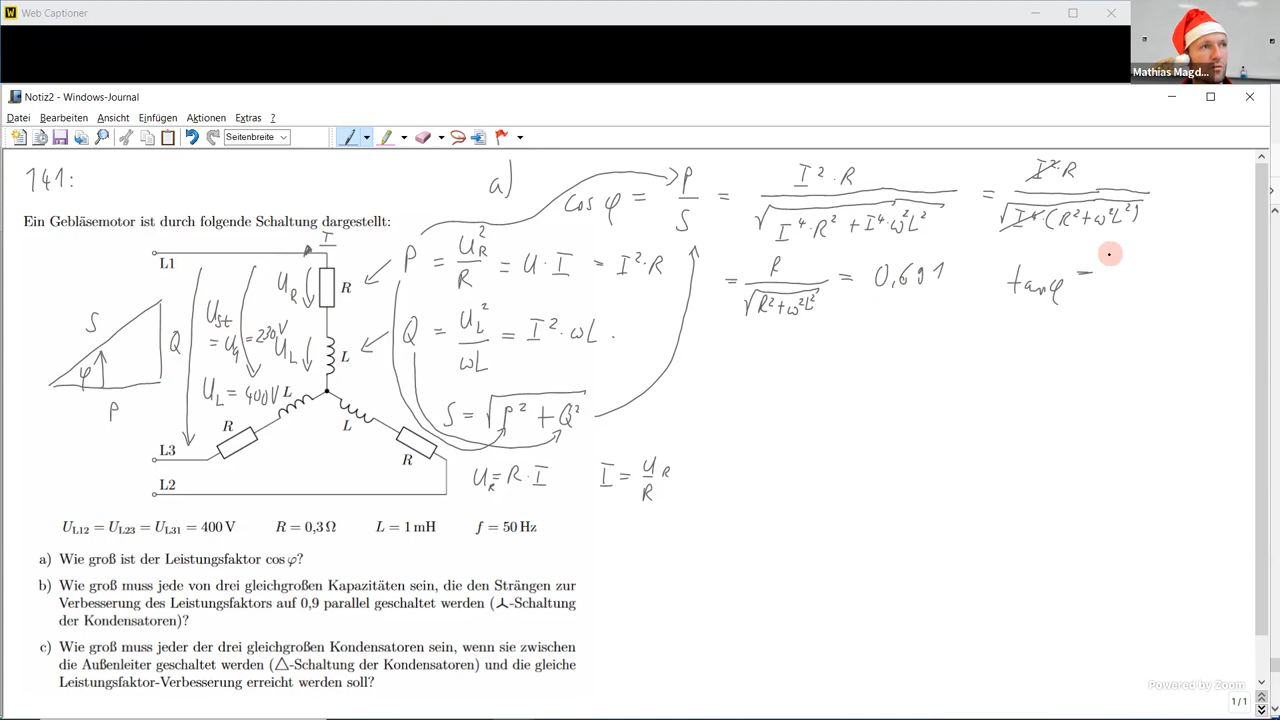 Web Captioner
Mathias Magd...
Notiz2 - Windows-Journal
Datei Bearbeiten Ansicht Einfügen Aktionen Extras ?
Seitenbreite
141:
a) cos φ = P/S = I²·R / √(I⁴·R² + I⁴·ω²L²) = I²·R / √(I⁴(R²+ω²L²))
= R / √(R²+ω²L²) = 0,691 tanφ =
Ein Gebläsemotor ist durch folgende Schaltung dargestellt:
L1
I
U_R
R
P = U_R²/R = U·I = I²·R
U_St = U_q = 230V
U_L
L
Q = U_L²/ωL = I²·ωL.
S
Q
φ
P
U_L = 400V
L
R
L
R
L3
L2
S = √(P² + Q²)
U_R = R·I I = U_R/R
U_L12 = U_L23 = U_L31 = 400 V R = 0,3 Ω L = 1 mH f = 50 Hz
a) Wie groß ist der Leistungsfaktor cos φ?
b) Wie groß muss jede von drei gleichgroßen Kapazitäten sein, die den Strängen zur
Verbesserung des Leistungsfaktors auf 0,9 parallel geschaltet werden (⅄-Schaltung
der Kondensatoren)?
c) Wie groß muss jeder der drei gleichgroßen Kondensatoren sein, wenn sie zwischen
die Außenleiter geschaltet werden (△-Schaltung der Kondensatoren) und die gleiche
Leistungsfaktor-Verbesserung erreicht werden soll?
Powered by Zoom
1/1